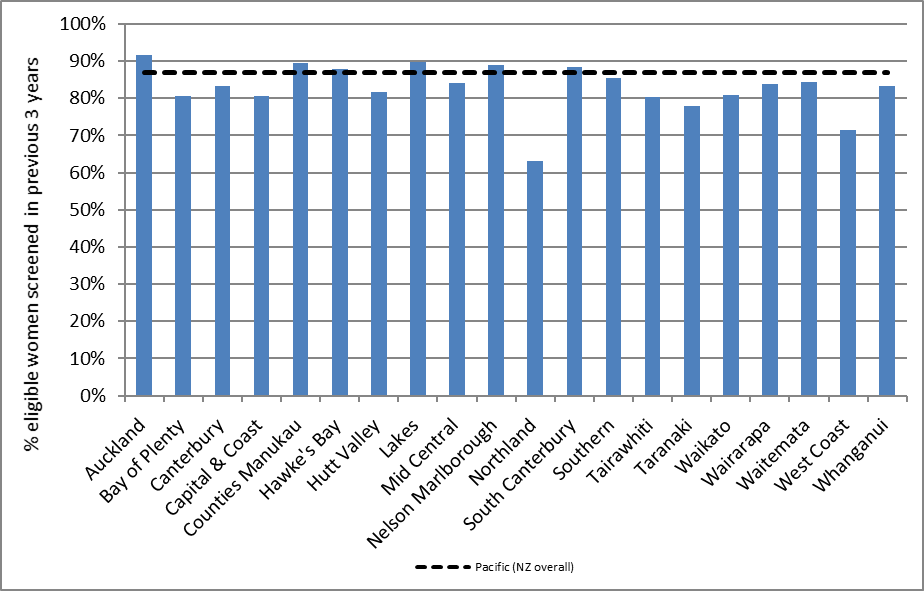 100%
90%
80%
70%
60%
50%
40%
30%
20%
10%
0%
% eligible women screened in previous 3 years
Auckland
Bay of Plenty
Canterbury
Capital & Coast
Counties Manukau
Hawke's Bay
Hutt Valley
Lakes
Mid Central
Nelson Marlborough
Northland
South Canterbury
Southern
Tairawhiti
Taranaki
Waikato
Wairarapa
Waitemata
West Coast
Whanganui
Pacific (NZ overall)